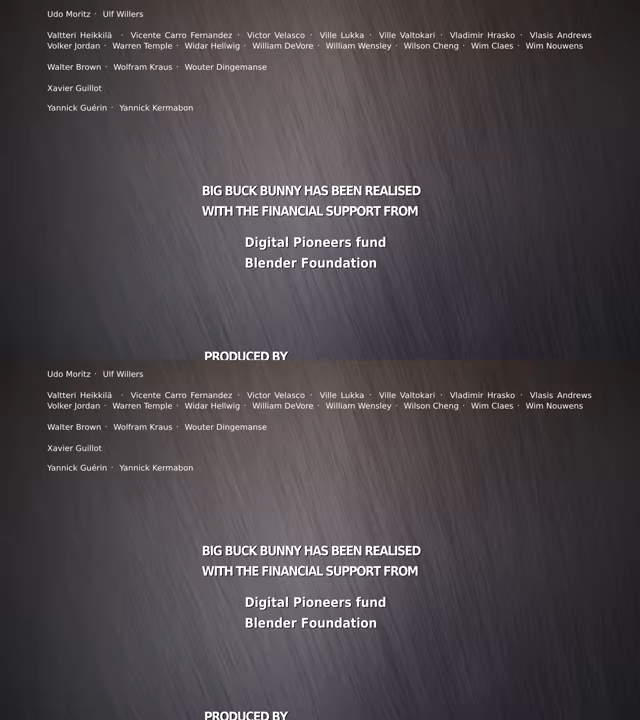 Udo Moritz · Ulf Willers
Valtteri Heikkilä · Vicente Carro Fernandez · Victor Velasco · Ville Lukka · Ville Valtokari · Vladimir Hrasko · Vlasis Andrews
Volker Jordan · Warren Temple · Widar Hellwig · William DeVore · William Wensley · Wilson Cheng · Wim Claes · Wim Nouwens
Walter Brown · Wolfram Kraus · Wouter Dingemanse
Xavier Guillot
Yannick Guérin · Yannick Kermabon
BIG BUCK BUNNY HAS BEEN REALISED
WITH THE FINANCIAL SUPPORT FROM
Digital Pioneers fund
Blender Foundation
PRODUCED BY
Udo Moritz · Ulf Willers
Valtteri Heikkilä · Vicente Carro Fernandez · Victor Velasco · Ville Lukka · Ville Valtokari · Vladimir Hrasko · Vlasis Andrews
Volker Jordan · Warren Temple · Widar Hellwig · William DeVore · William Wensley · Wilson Cheng · Wim Claes · Wim Nouwens
Walter Brown · Wolfram Kraus · Wouter Dingemanse
Xavier Guillot
Yannick Guérin · Yannick Kermabon
BIG BUCK BUNNY HAS BEEN REALISED
WITH THE FINANCIAL SUPPORT FROM
Digital Pioneers fund
Blender Foundation
PRODUCED BY